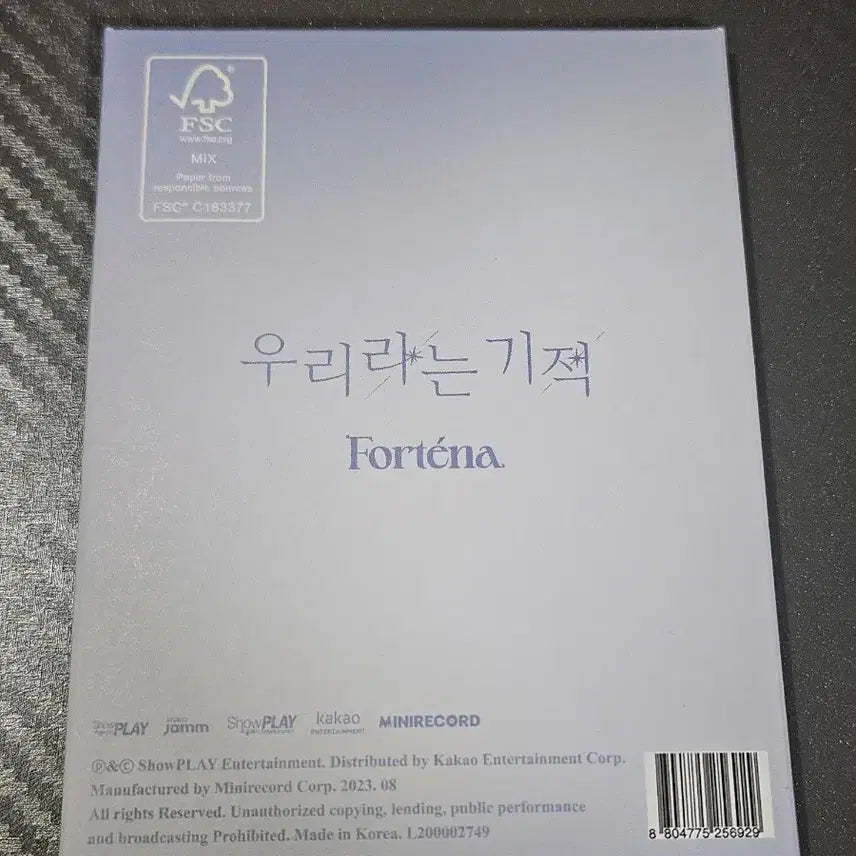 FSC®
www.fsc.org
MIX
Paper from
responsible sources
FSC® C183377
우리라는 기적
Forténa.
PLAY jamm ShowPLAY kakao MINIRECORD
ENTERTAINMENT
Ⓟ&Ⓒ ShowPLAY Entertainment. Distributed by Kakao Entertainment Corp.
Manufactured by Minirecord Corp. 2023. 08
All rights Reserved. Unauthorized copying, lending, public performance
and broadcasting Prohibited. Made in Korea. L200002749
8 804775 256929